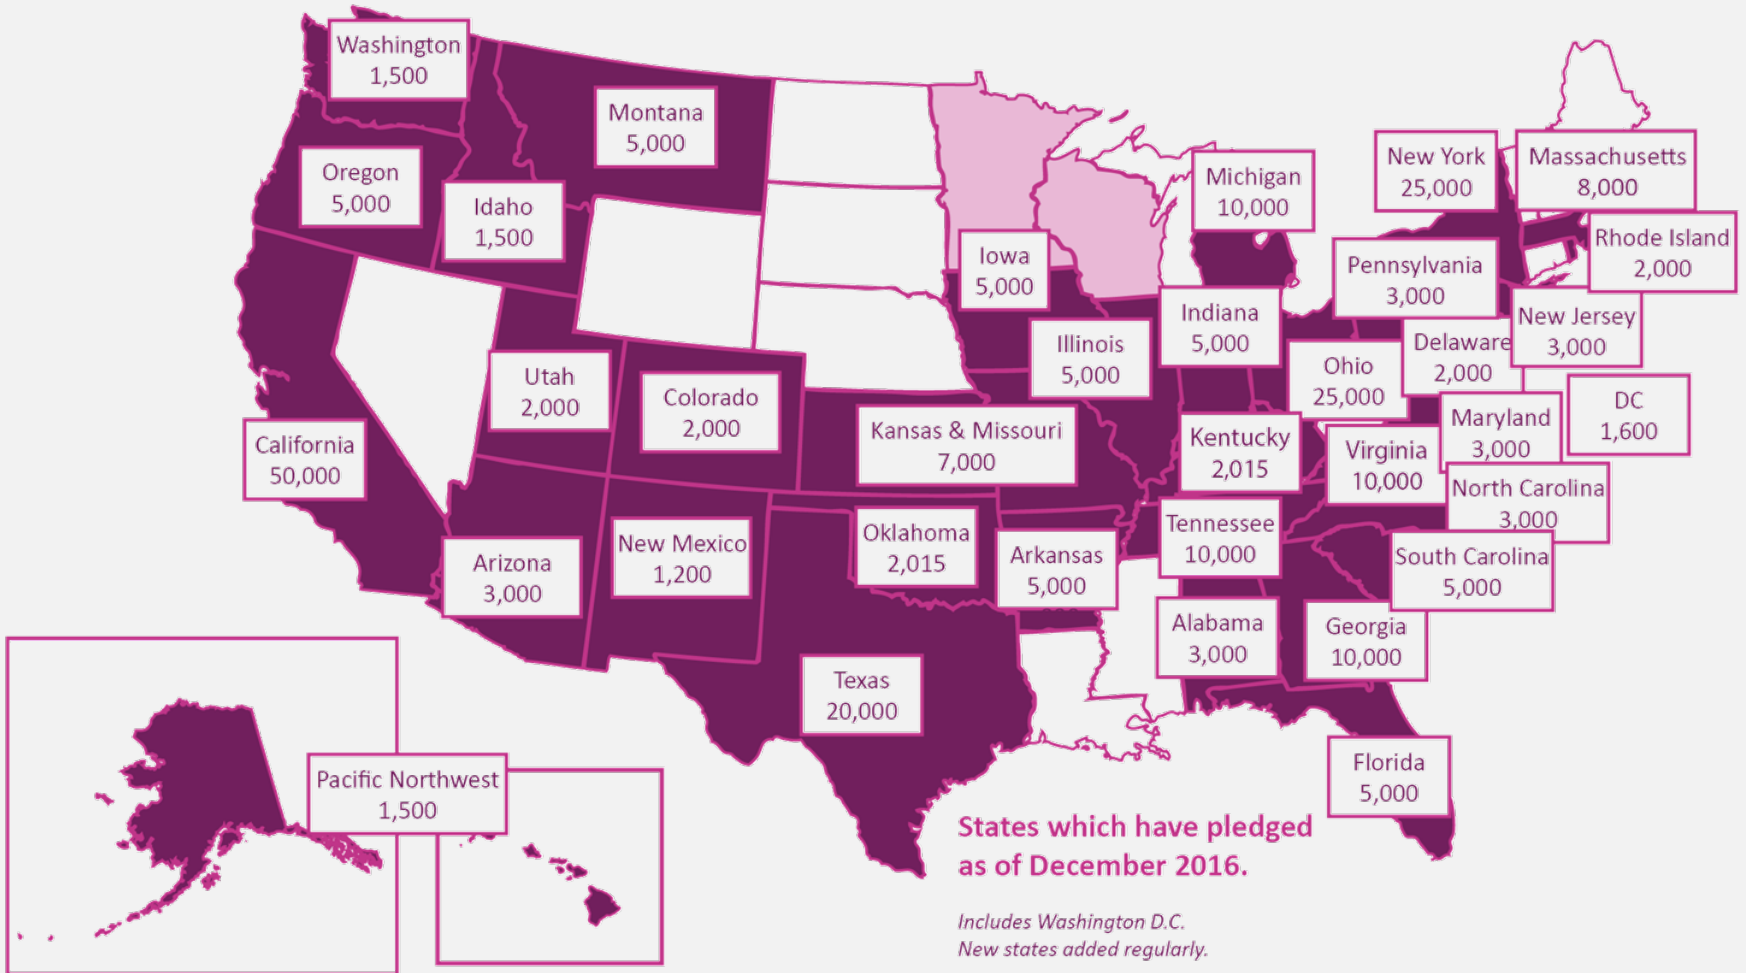 Washington
1,500
Montana
5,000
Oregon
5,000
Idaho
1,500
Michigan
10,000
New York
25,000
Massachusetts
8,000
Rhode Island
2,000
Iowa
5,000
Pennsylvania
3,000
New Jersey
3,000
Indiana
5,000
Illinois
5,000
Delaware
2,000
Ohio
25,000
Utah
2,000
Colorado
2,000
DC
1,600
Maryland
3,000
Kansas & Missouri
7,000
Kentucky
2,015
Virginia
10,000
California
50,000
North Carolina
3,000
Tennessee
10,000
Oklahoma
2,015
New Mexico
1,200
Arkansas
5,000
South Carolina
5,000
Arizona
3,000
Alabama
3,000
Georgia
10,000
Texas
20,000
Florida
5,000
Pacific Northwest
1,500
States which have pledged
as of December 2016.
Includes Washington D.C.
New states added regularly.